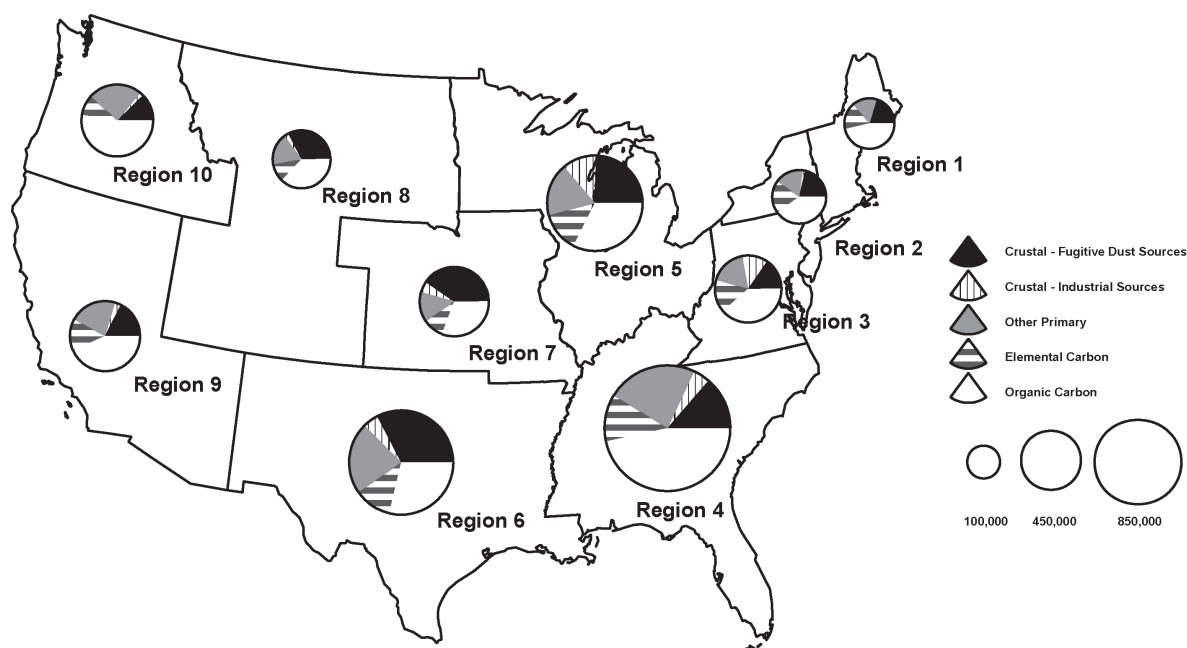 Region 1
Region 10
Region 8
Region 2
Region 5
Region 3
Region 7
Region 9
Region 6
Region 4
Crustal - Fugitive Dust Sources
Crustal - Industrial Sources
Other Primary
Elemental Carbon
Organic Carbon
100,000 450,000 850,000